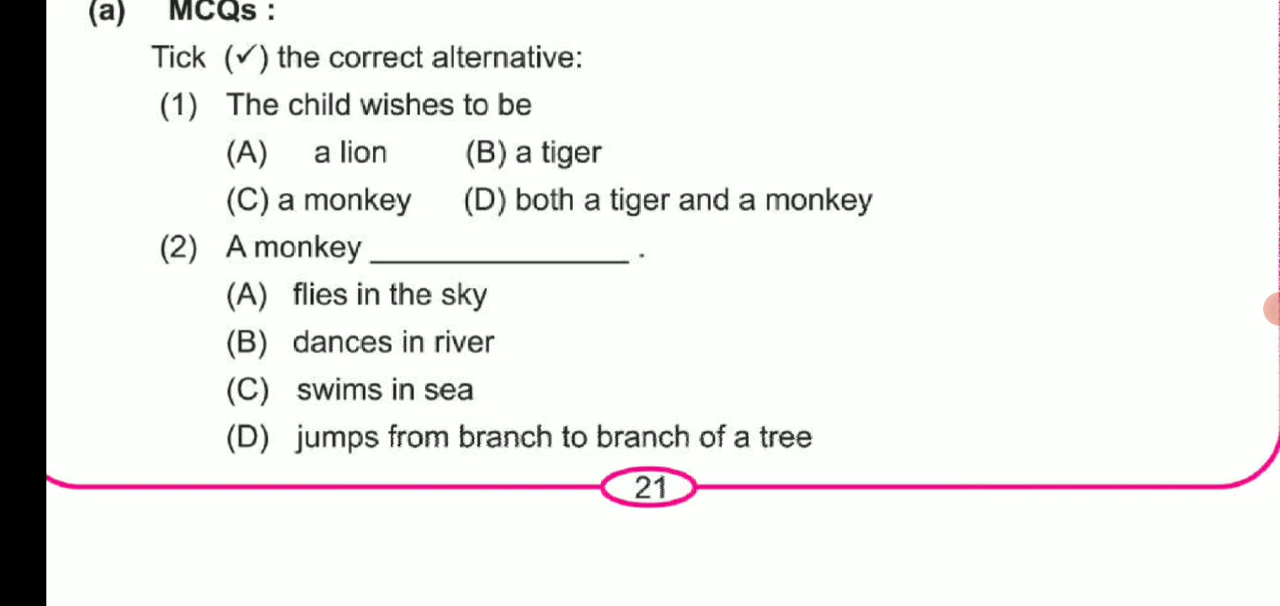 (a) MCQs :
Tick (✓) the correct alternative:
(1) The child wishes to be
(A) a lion (B) a tiger
(C) a monkey (D) both a tiger and a monkey
(2) A monkey ________________ .
(A) flies in the sky
(B) dances in river
(C) swims in sea
(D) jumps from branch to branch of a tree
21